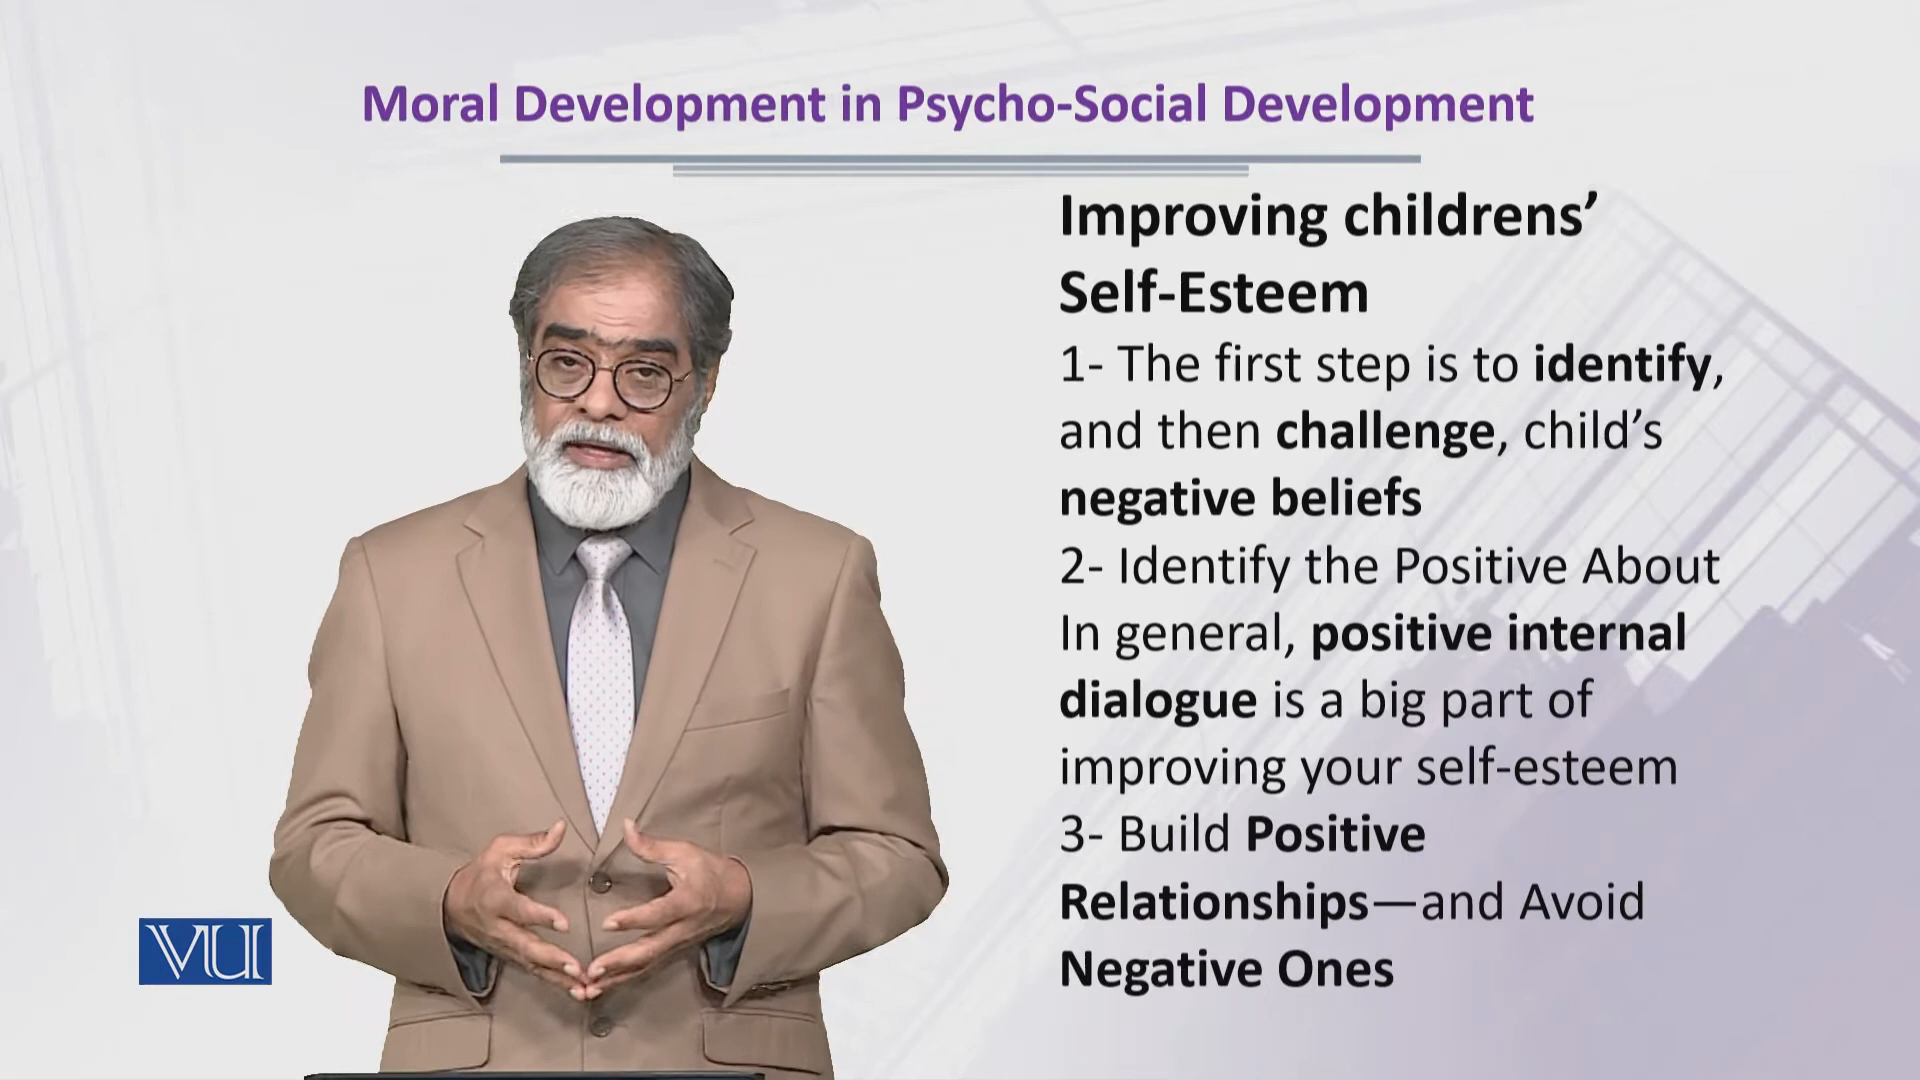 Moral Development in Psycho-Social Development
Improving childrens’
Self-Esteem
1- The first step is to identify,
and then challenge, child’s
negative beliefs
2- Identify the Positive About
In general, positive internal
dialogue is a big part of
improving your self-esteem
3- Build Positive
Relationships—and Avoid
Negative Ones
VU